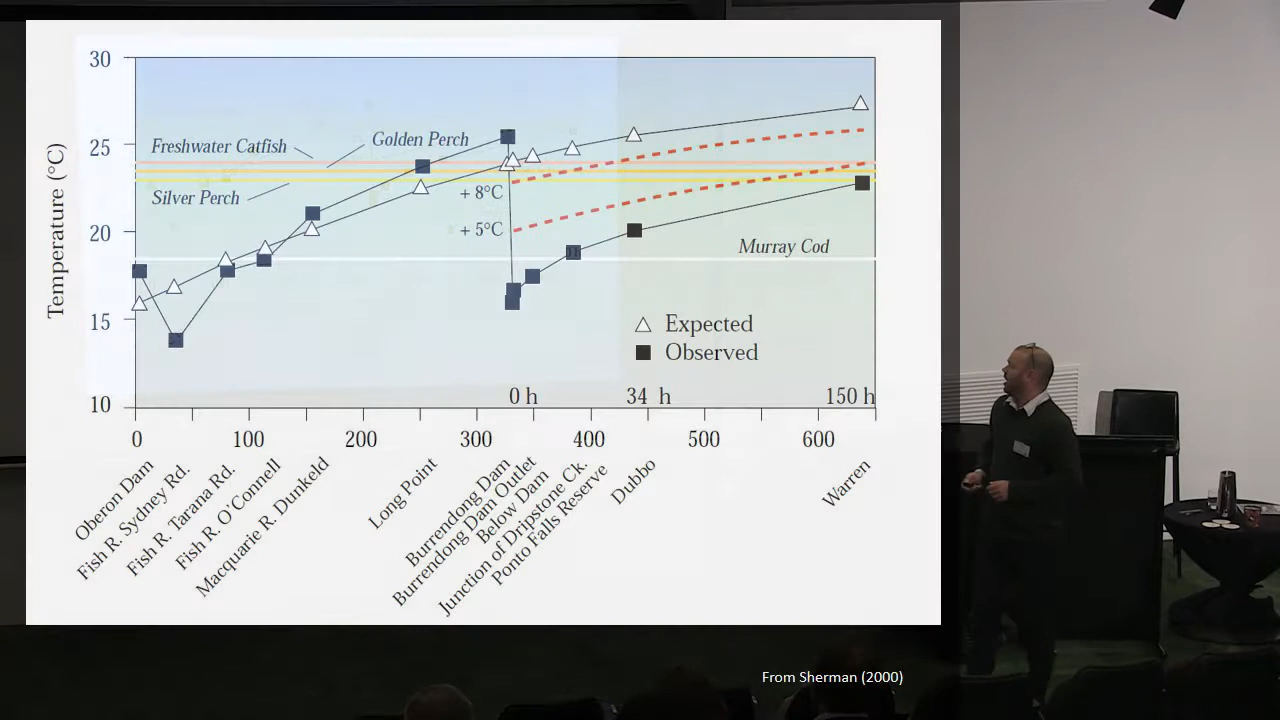 30
25
20
15
10
Temperature (°C)
Freshwater Catfish
Golden Perch
Silver Perch
+ 8°C
+ 5°C
Murray Cod
Expected
Observed
0 h
34 h
150 h
0
100
200
300
400
500
600
Oberon Dam
Fish R. Sydney Rd.
Fish R. Tarana Rd.
Fish R. O'Connell
Macquarie R. Dunkeld
Long Point
Burrendong Dam
Burrendong Dam Outlet
Below Dam
Junction of Dripstone Ck.
Ponto Falls Reserve
Dubbo
Warren
From Sherman (2000)